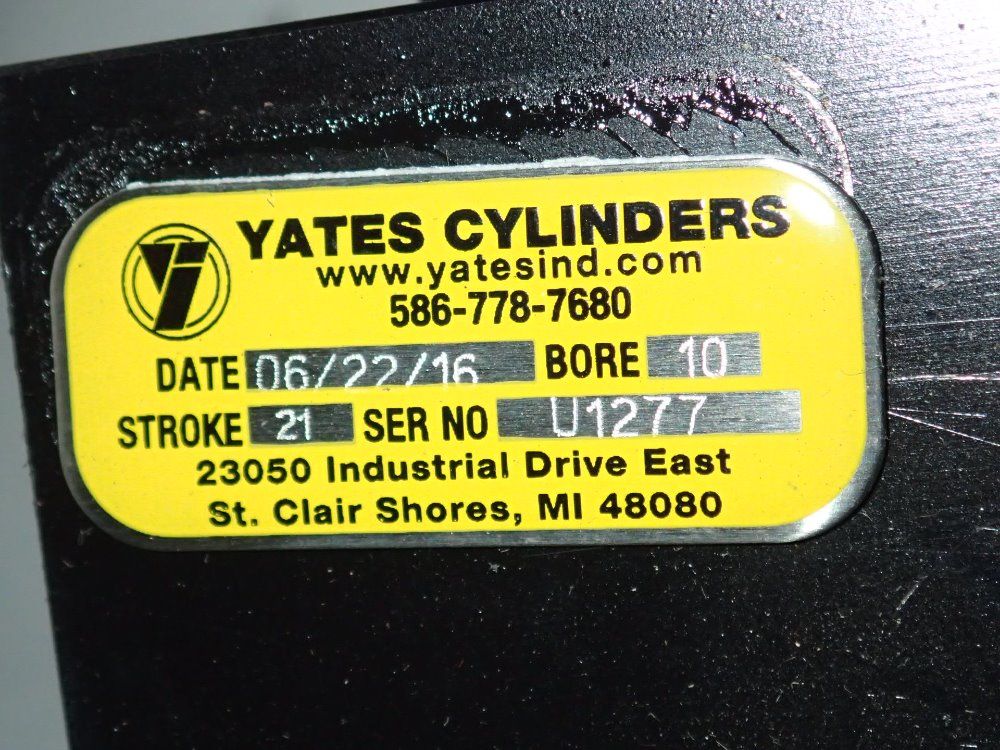 YATES CYLINDERS
www.yatesind.com
586-778-7680
DATE 06/22/16 BORE 10
STROKE 21 SER NO U1277
23050 Industrial Drive East
St. Clair Shores, MI 48080